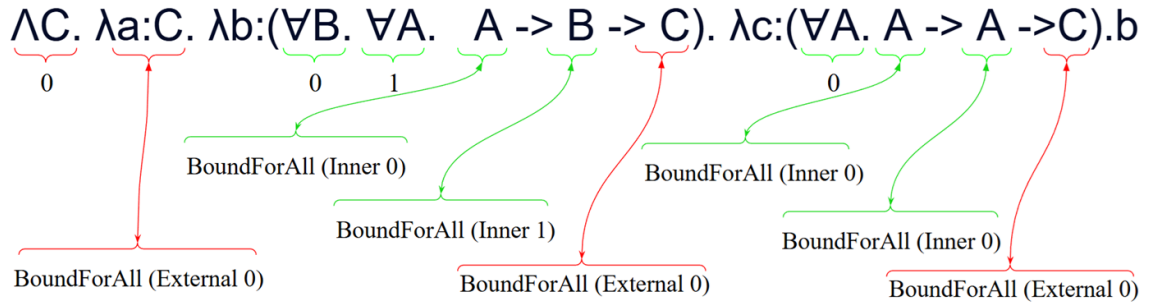 ΛC. λa:C. λb:(∀B. ∀A. A -> B -> C). λc:(∀A. A -> A ->C).b
0 0 1 0
BoundForAll (Inner 0) BoundForAll (Inner 0)
BoundForAll (Inner 1) BoundForAll (Inner 0)
BoundForAll (External 0) BoundForAll (External 0) BoundForAll (External 0)